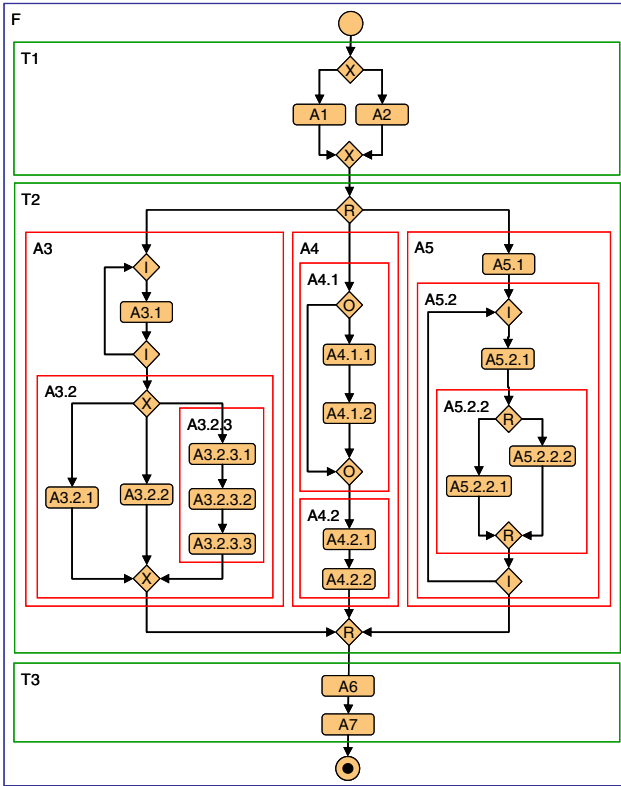 F
T1
X
A1
A2
X
T2
R
A3
I
A3.1
I
A3.2
X
A3.2.1
A3.2.2
A3.2.3
A3.2.3.1
A3.2.3.2
A3.2.3.3
X
A4
A4.1
O
A4.1.1
A4.1.2
O
A4.2
A4.2.1
A4.2.2
A5
A5.1
A5.2
I
A5.2.1
A5.2.2
R
A5.2.2.1
A5.2.2.2
R
I
R
T3
A6
A7